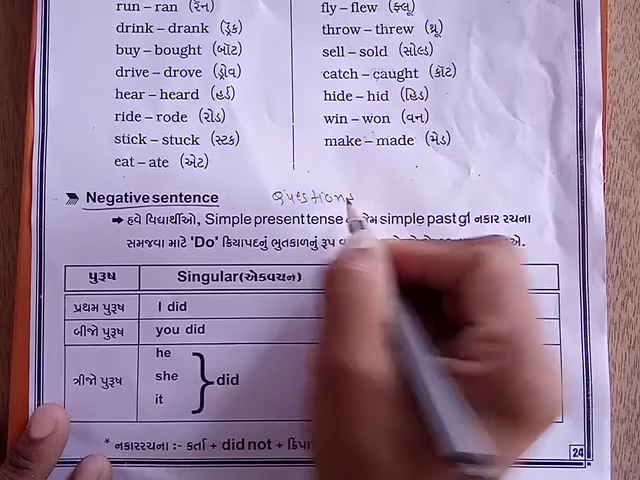 run – ran (રૅન)
drink – drank (ડ્રૅંક)
buy – bought (બૉટ)
drive – drove (ડ્રોવ)
hear – heard (હર્ડ)
ride – rode (રોડ)
stick – stuck (સ્ટક)
eat – ate (એટ)
fly – flew (ફ્લૂ)
throw – threw (થ્રૂ)
sell – sold (સોલ્ડ)
catch – caught (કૉટ)
hide – hid (હિડ)
win – won (વન)
make – made (મેડ)
Negative sentence Question
➡ હવે વિદ્યાર્થીઓ, Simple present tense simple past નકાર રચના
સમજવા માટે 'Do' ક્રિયાપદનું ભુતકાળનું રૂપ
પુરૂષ Singular (એકવચન)
પ્રથમ પુરૂષ I did
બીજો પુરૂષ you did
ત્રીજો પુરૂષ he she it } did
* નકારરચના :- કર્તા + did not +
24